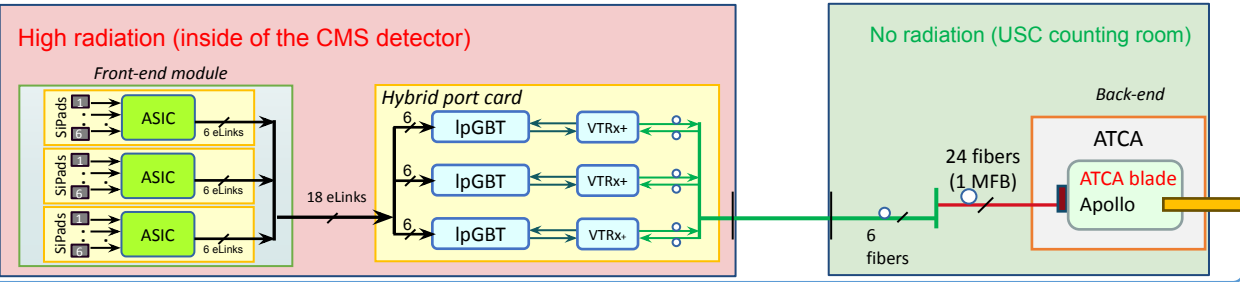 High radiation (inside of the CMS detector)
No radiation (USC counting room)
Front-end module
SiPads
1
6
ASIC
6 eLinks
SiPads
1
6
ASIC
6 eLinks
SiPads
1
6
ASIC
6 eLinks
18 eLinks
Hybrid port card
6
lpGBT
VTRx+
6
lpGBT
VTRx+
6
lpGBT
VTRx+
6
fibers
24 fibers
(1 MFB)
Back-end
ATCA
ATCA blade
Apollo